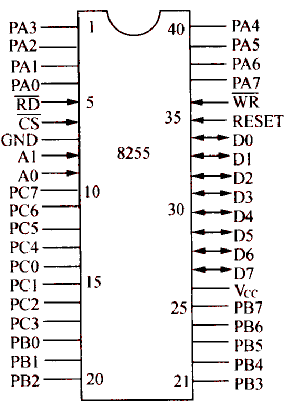 PA3 1 40 PA4
PA2 PA5
PA1 PA6
PA0 PA7
RD 5 WR
CS 35 RESET
GND D0
A1 8255 D1
A0 D2
PC7 10 D3
PC6 30 D4
PC5 D5
PC4 D6
PC0 D7
PC1 15 Vcc
PC2 25 PB7
PC3 PB6
PB0 PB5
PB1 PB4
PB2 20 21 PB3